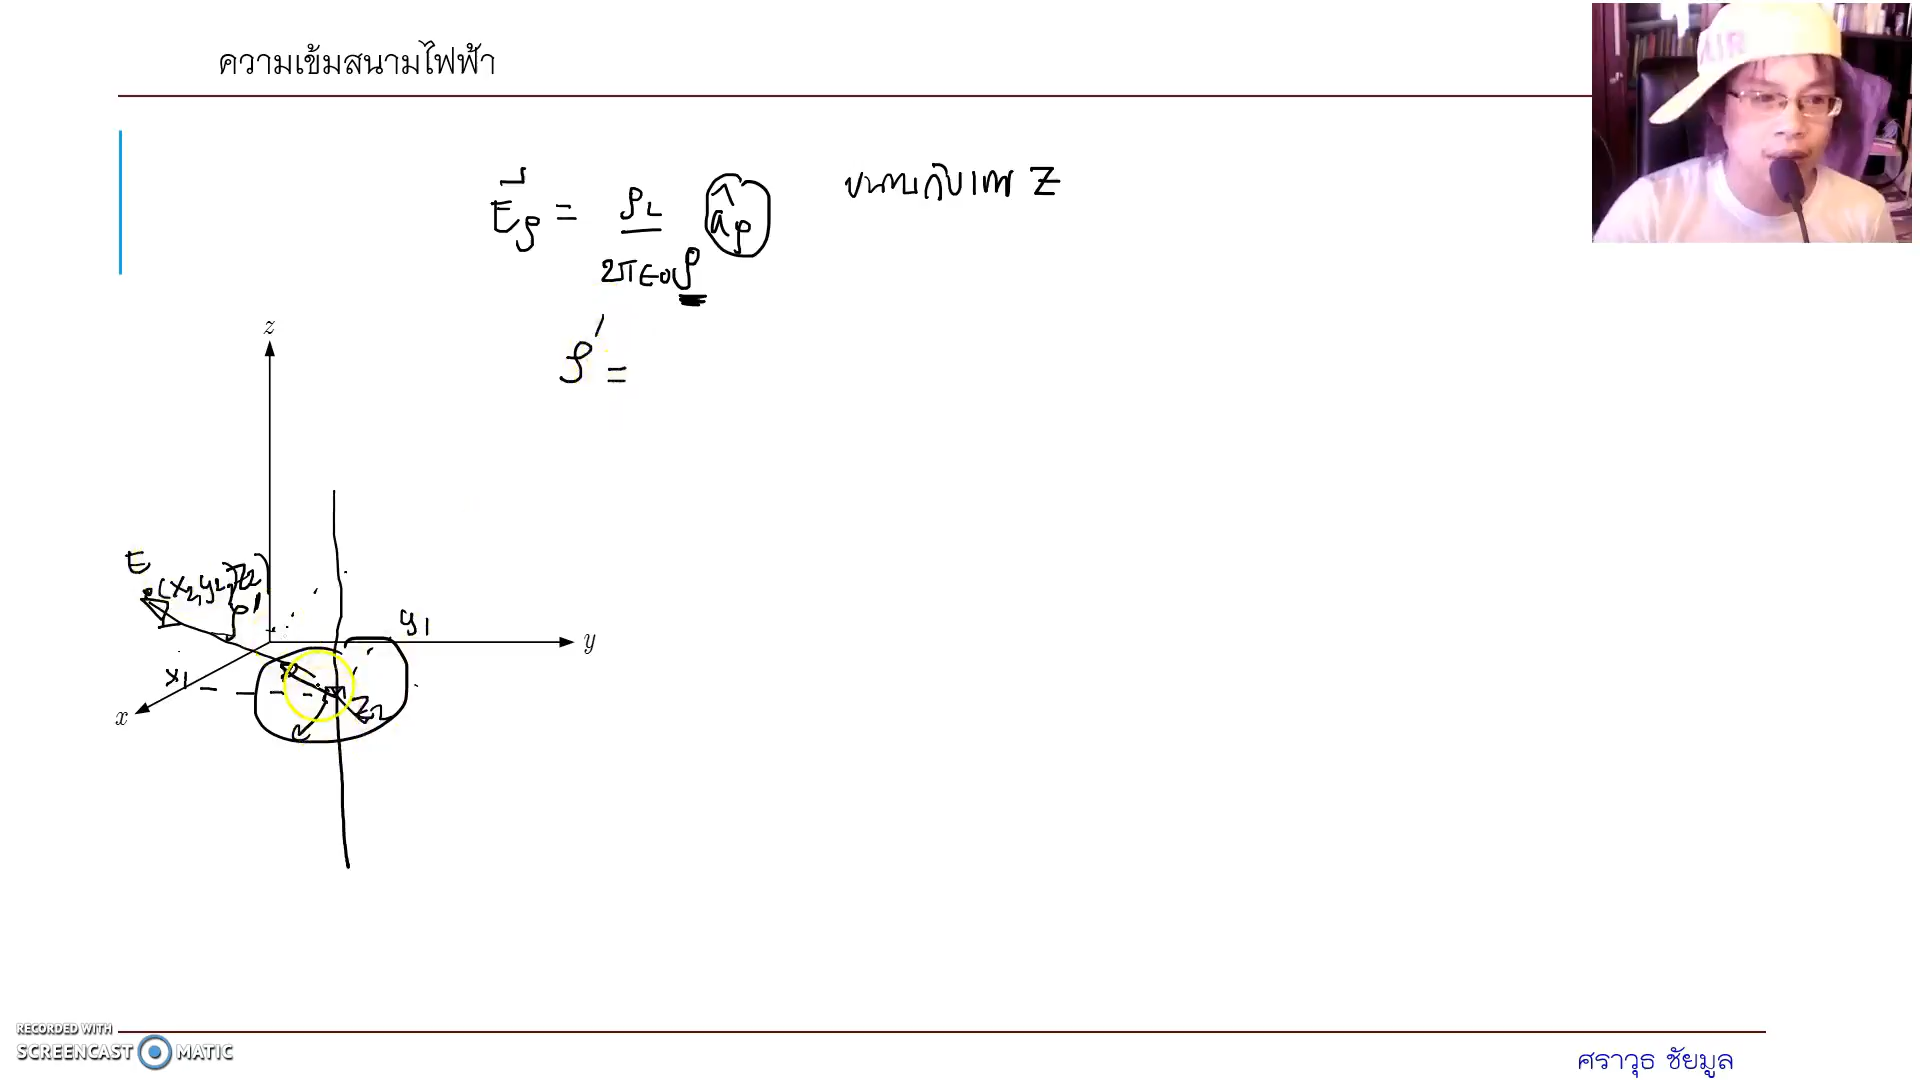 ความเข้มสนามไฟฟ้า
E⃗ρ = ρL / 2πϵ0ρ âρ ขนานกับแกน Z
ρ' =
z
E
(x2,y2,z2)
ρ'
y1
y
x1
z2
x
RECORDED WITH
SCREENCAST MATIC
ศราวุธ ชัยมูล